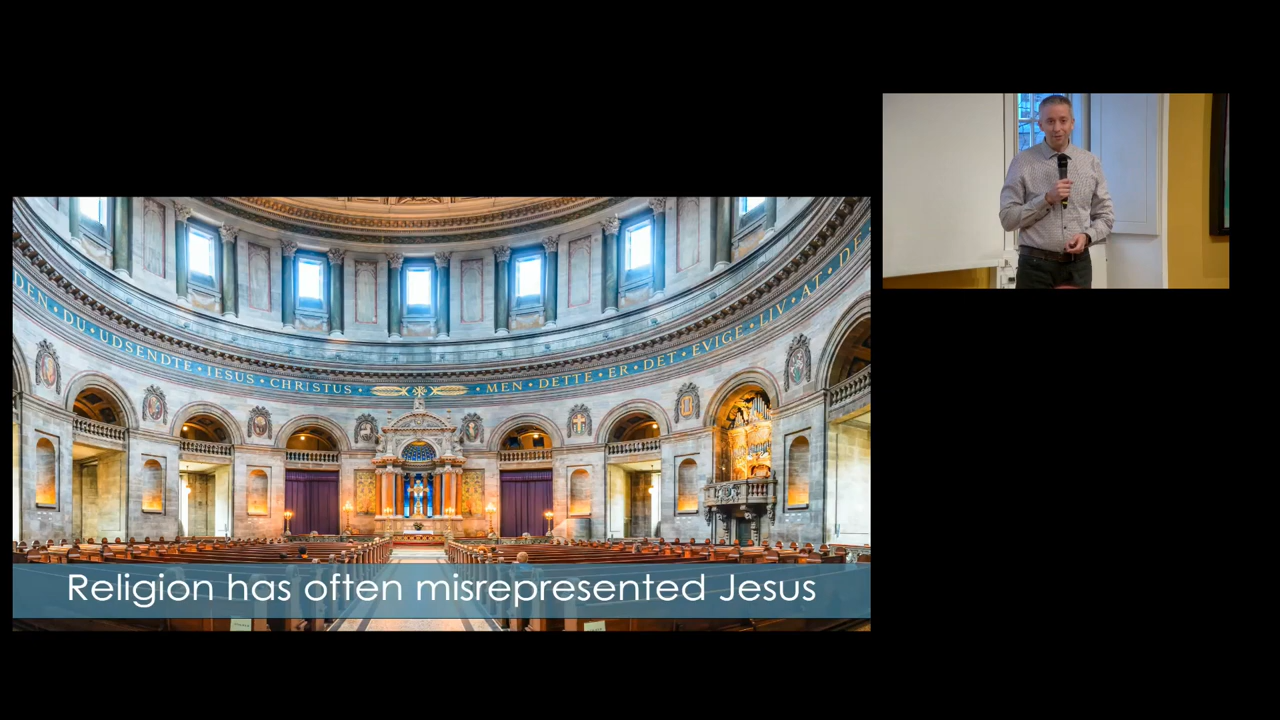 DEN · DU · UDSENDTE · JESUS · CHRISTUS · MEN · DETTE · ER · DET · EVIGE · LIV · AT · DE
Religion has often misrepresented Jesus